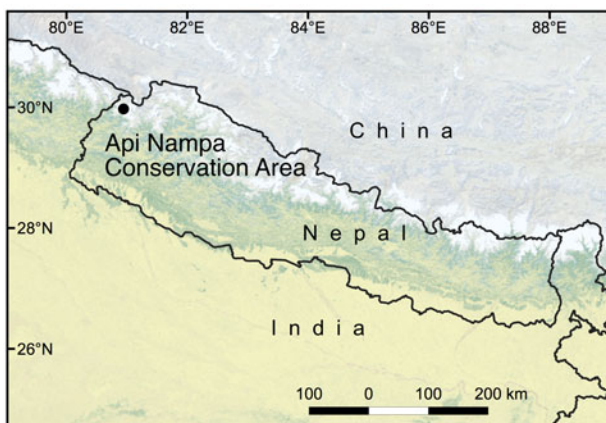 80°E 82°E 84°E 86°E 88°E
30°N
China
Api Nampa
Conservation Area
28°N
Nepal
India
26°N
100 0 100 200 km